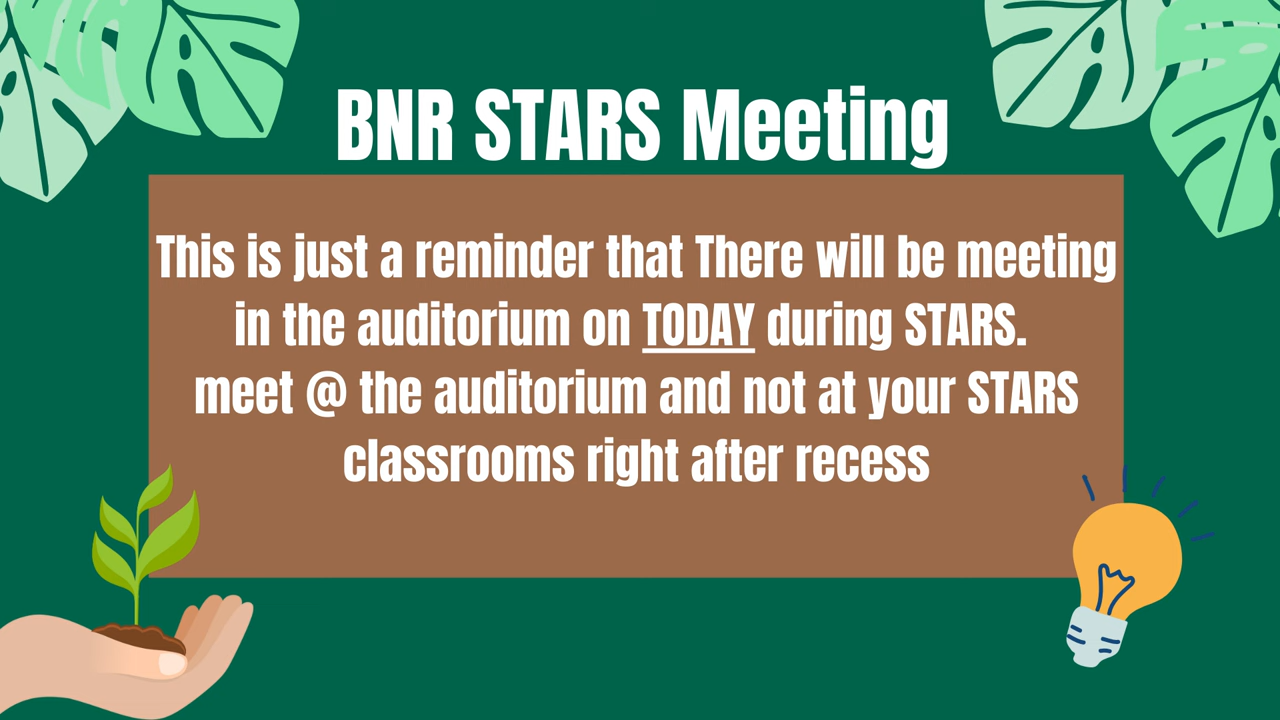 BNR STARS Meeting
This is just a reminder that There will be meeting
in the auditorium on TODAY during STARS.
meet @ the auditorium and not at your STARS
classrooms right after recess